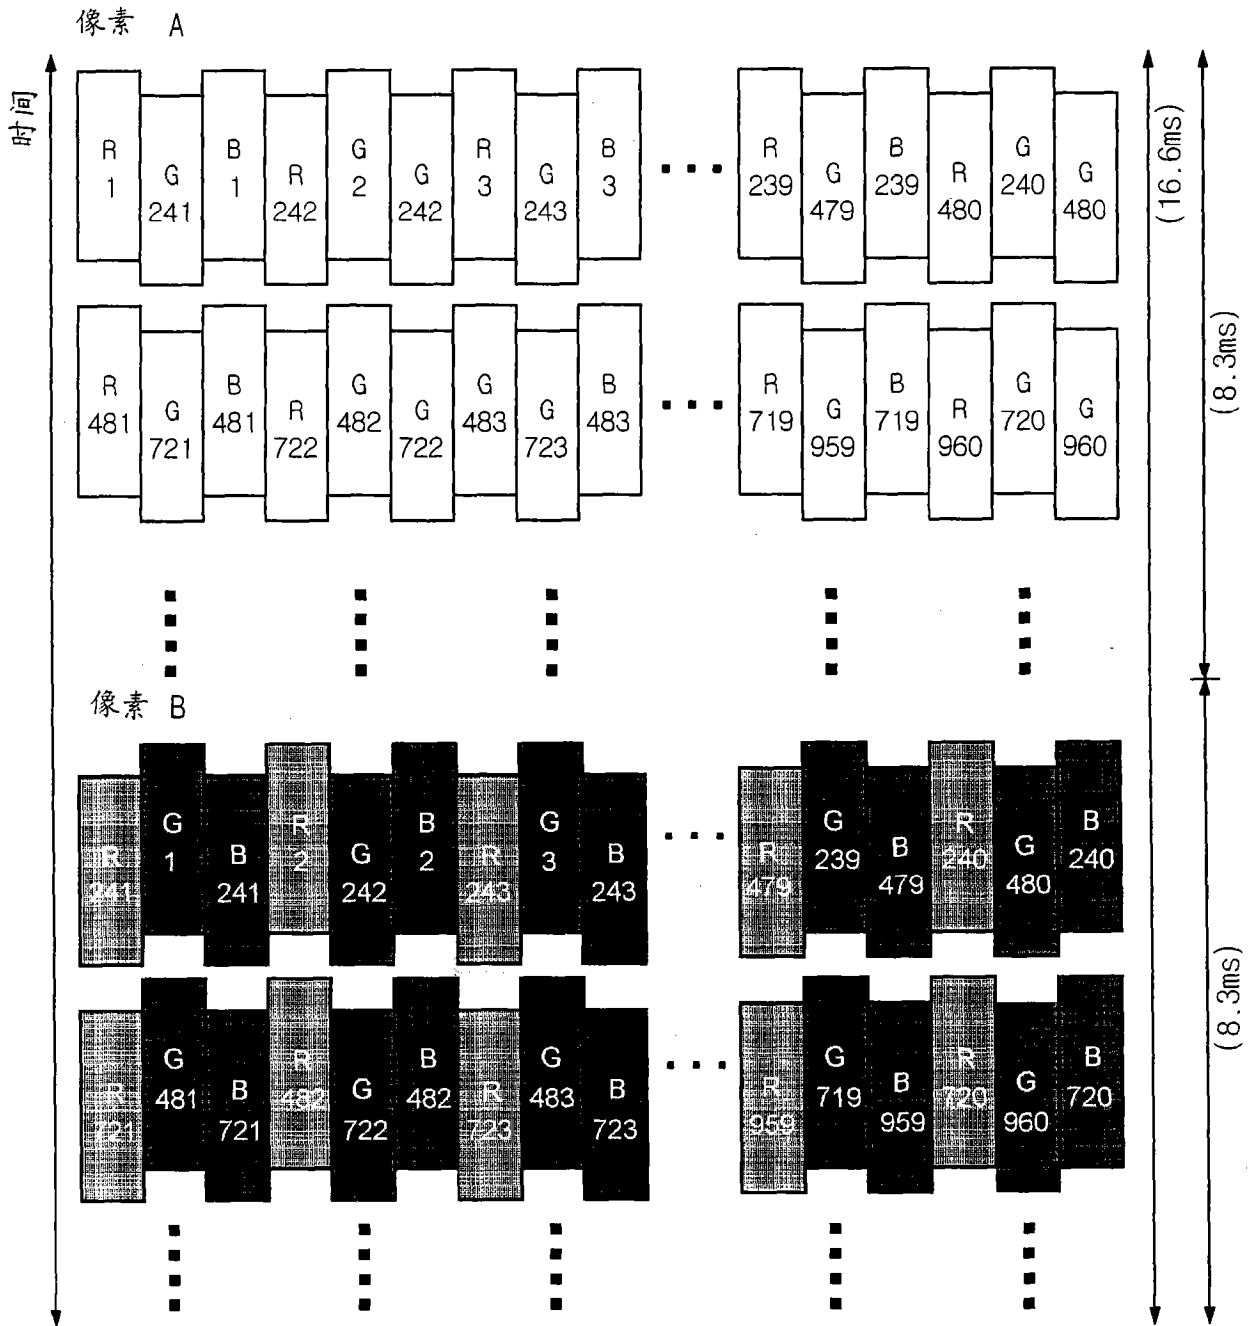 像素 A
时间
R 1 G 241 B 1 R 242 G 2 G 242 R 3 G 243 B 3 R 239 G 479 B 239 R 480 G 240 G 480
R 481 G 721 B 481 R 722 G 482 G 722 G 483 G 723 B 483 R 719 G 959 B 719 R 960 G 720 G 960
(16.6ms)
(8.3ms)
像素 B
R 241 G 1 B 241 R 2 G 242 B 2 R 243 G 3 B 243 R 479 G 239 B 479 R 240 G 480 B 240
R 721 G 481 B 721 R 482 G 722 B 482 R 723 G 483 B 723 R 959 G 719 B 959 R 720 G 960 B 720
(8.3ms)